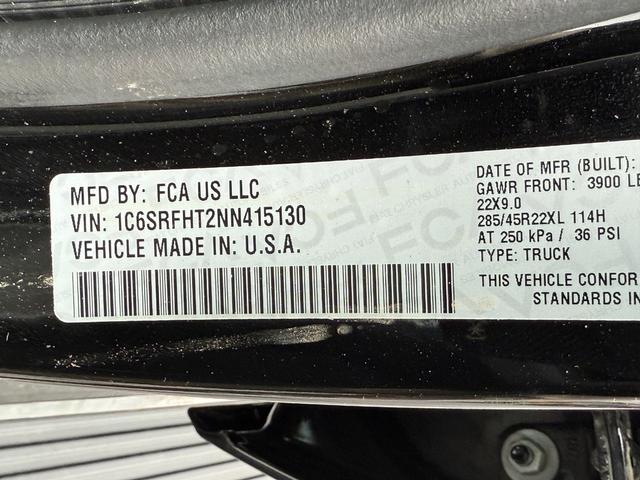 MFD BY: FCA US LLC
VIN: 1C6SRFHT2NN415130
VEHICLE MADE IN: U.S.A.
DATE OF MFR (BUILT):
GAWR FRONT: 3900 LB
22X9.0
285/45R22XL 114H
AT 250 kPa / 36 PSI
TYPE: TRUCK
THIS VEHICLE CONFOR
STANDARDS IN